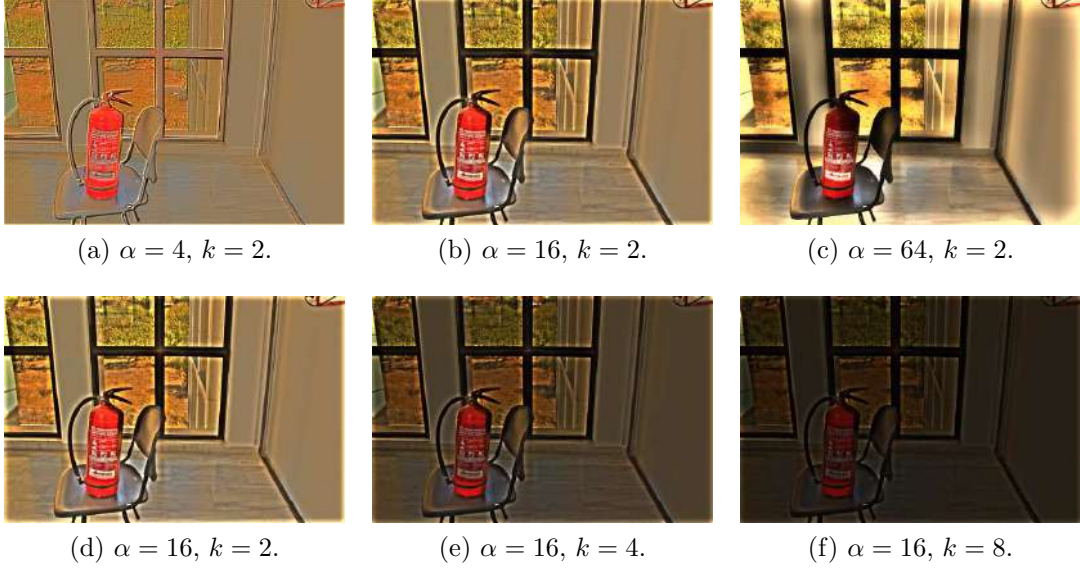 (a) α = 4, k = 2.
(b) α = 16, k = 2.
(c) α = 64, k = 2.
(d) α = 16, k = 2.
(e) α = 16, k = 4.
(f) α = 16, k = 8.